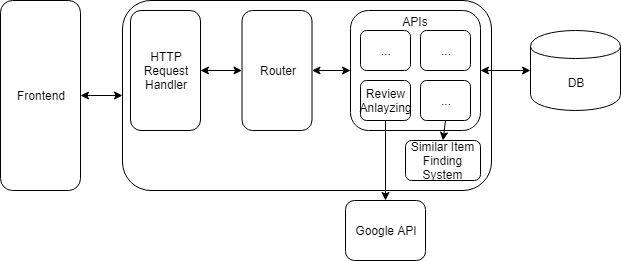 APIs
HTTP
Request
Handler
...
...
Frontend
Router
DB
Review
Anlayzing
...
Similar Item
Finding
System
Google API